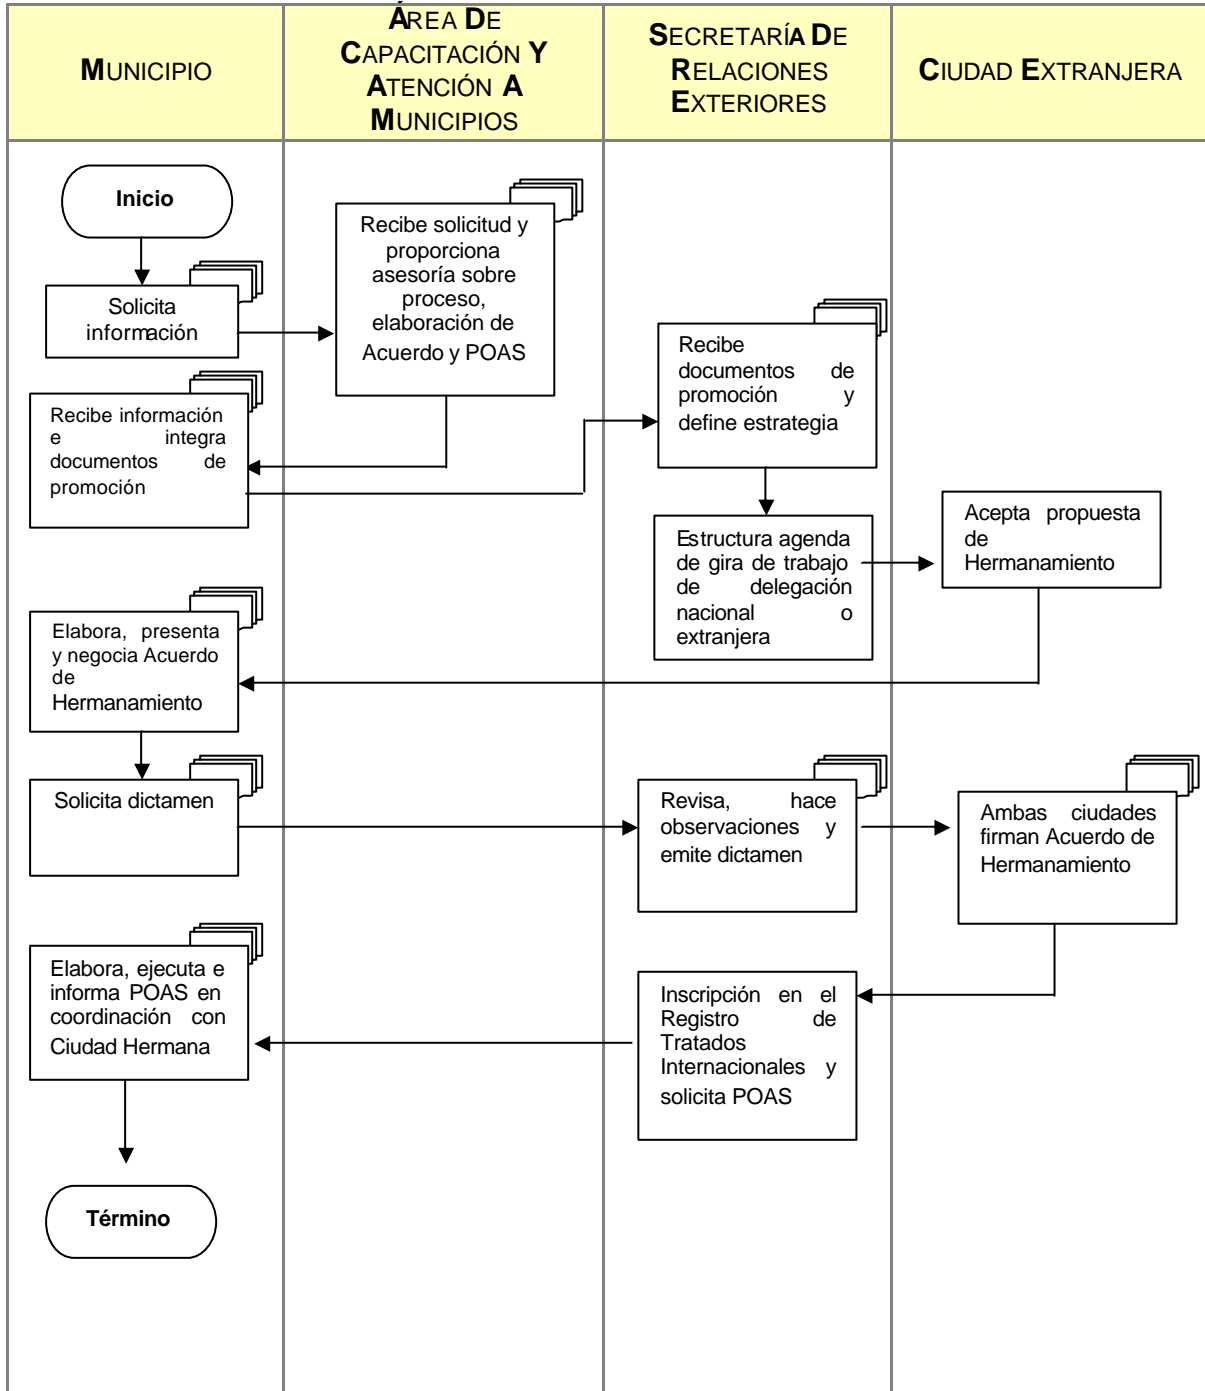 MUNICIPIO
ÁREA DE
CAPACITACIÓN Y
ATENCIÓN A
MUNICIPIOS
SECRETARÍA DE
RELACIONES
EXTERIORES
CIUDAD EXTRANJERA
Inicio
Solicita
información
Recibe solicitud y
proporciona
asesoría sobre
proceso,
elaboración de
Acuerdo y POAS
Recibe información
e integra
documentos de
promoción
Recibe
documentos de
promoción y
define estrategia
Estructura agenda
de gira de trabajo
de delegación
nacional o
extranjera
Acepta propuesta
de
Hermanamiento
Elabora, presenta
y negocia Acuerdo
de
Hermanamiento
Solicita dictamen
Revisa, hace
observaciones y
emite dictamen
Ambas ciudades
firman Acuerdo de
Hermanamiento
Inscripción en el
Registro de
Tratados
Internacionales y
solicita POAS
Elabora, ejecuta e
informa POAS en
coordinación con
Ciudad Hermana
Término